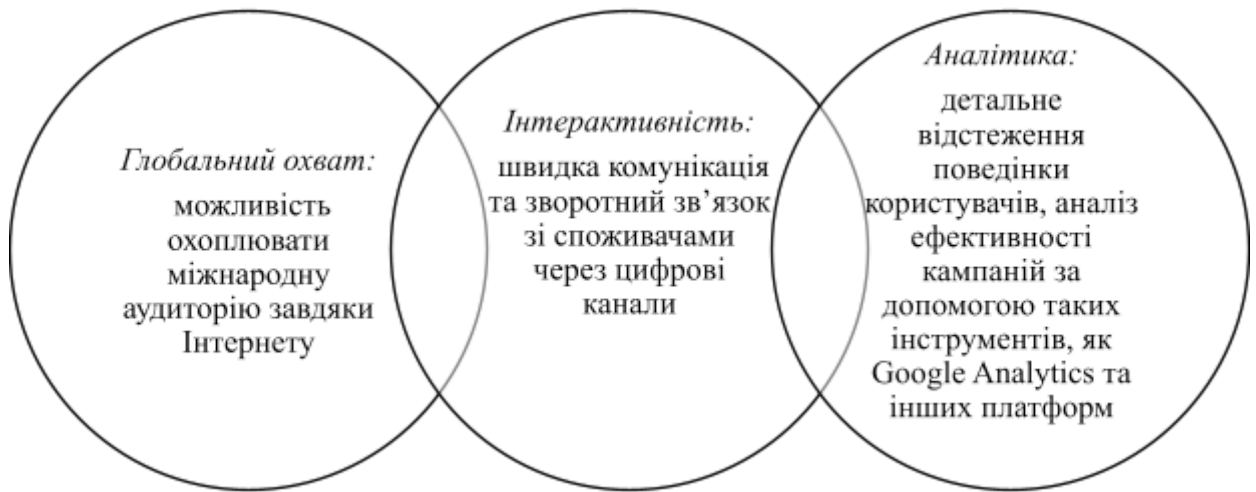 Глобальний охват:
можливість
охоплювати
міжнародну
аудиторію завдяки
Інтернету
Інтерактивність:
швидка комунікація
та зворотний зв’язок
зі споживачами
через цифрові
канали
Аналітика:
детальне
відстеження
поведінки
користувачів, аналіз
ефективності
кампаній за
допомогою таких
інструментів, як
Google Analytics та
інших платформ